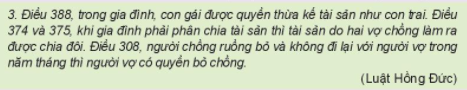 3. Điều 388, trong gia đình, con gái được quyền thừa kế tài sản như con trai. Điều
374 và 375, khi gia đình phải phân chia tài sản thì tài sản do hai vợ chồng làm ra
được chia đôi. Điều 308, người chồng ruồng bỏ và không đi lại với người vợ trong
năm tháng thì người vợ có quyền bỏ chồng.
(Luật Hồng Đức)